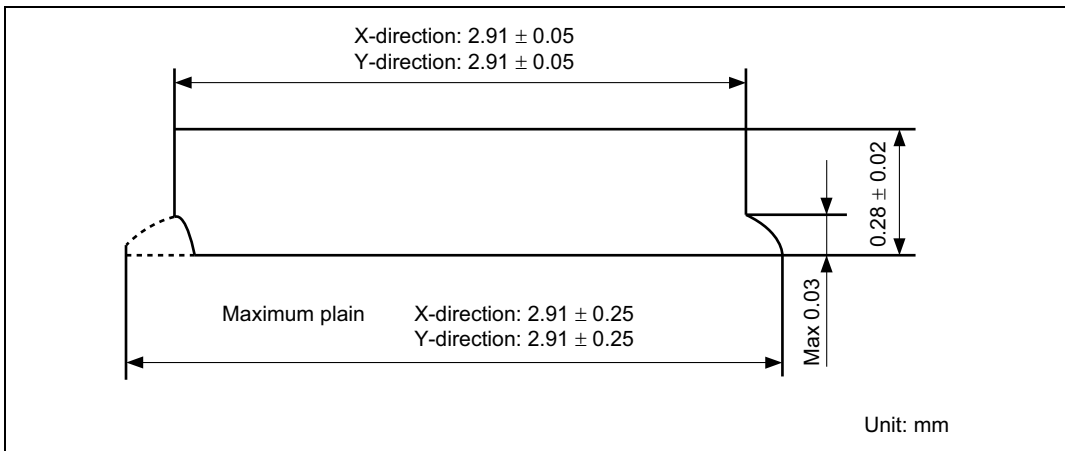 X-direction: 2.91 ± 0.05
Y-direction: 2.91 ± 0.05
0.28 ± 0.02
Max 0.03
Maximum plain X-direction: 2.91 ± 0.25
Y-direction: 2.91 ± 0.25
Unit: mm